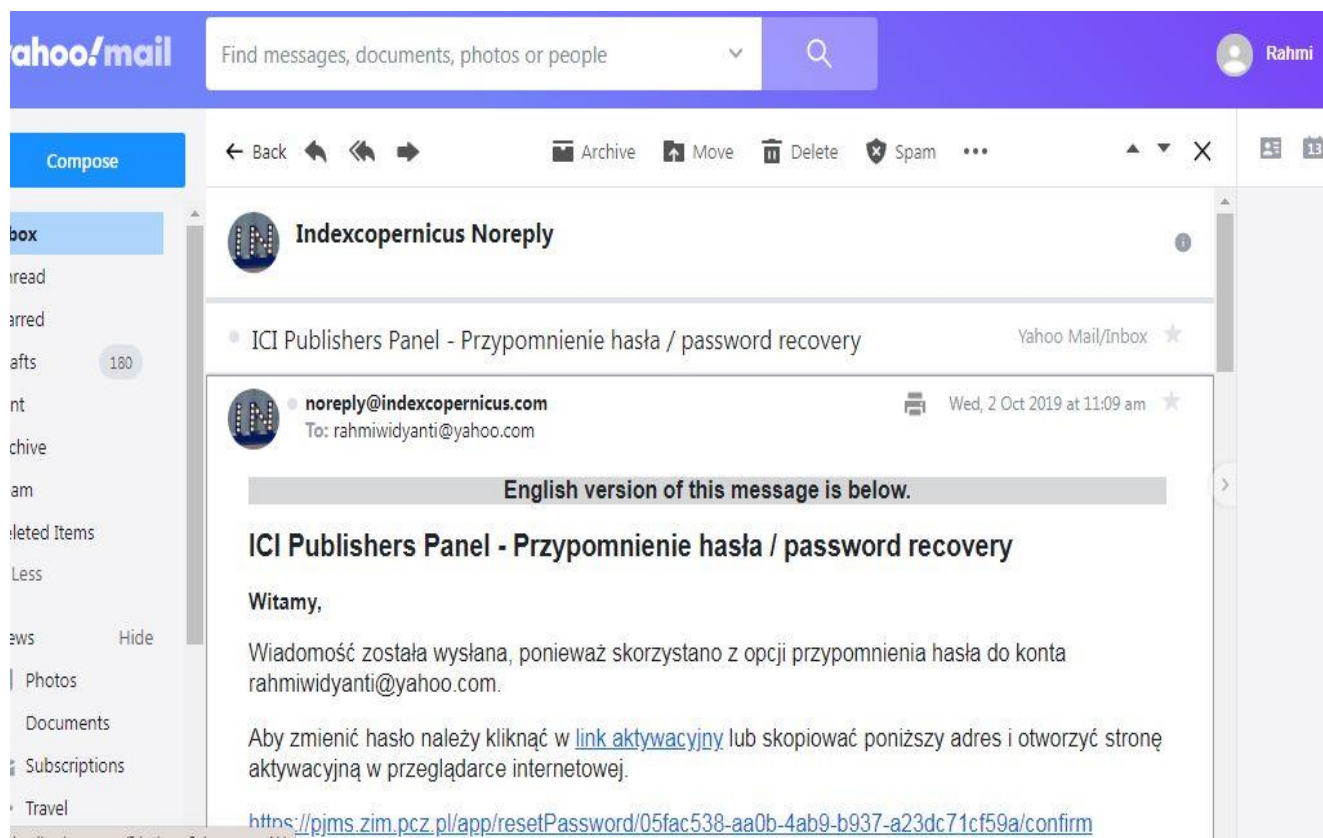 ahoo!mail
Find messages, documents, photos or people
Rahmi
Compose
Back Archive Move Delete Spam
13
box
Indexcopernicus Noreply
read
arred
ICI Publishers Panel - Przypomnienie hasła / password recovery Yahoo Mail/Inbox
afts 180
nt
noreply@indexcopernicus.com Wed, 2 Oct 2019 at 11:09 am
To: rahmiwidyanti@yahoo.com
chive
am
English version of this message is below.
leted Items
ICI Publishers Panel - Przypomnienie hasła / password recovery
Less
Witamy,
ews Hide
Wiadomość została wysłana, ponieważ skorzystano z opcji przypomnienia hasła do konta
rahmiwidyanti@yahoo.com.
Photos
Documents
Aby zmienić hasło należy kliknąć w link aktywacyjny lub skopiować poniższy adres i otworzyć stronę
aktywacyjną w przeglądarce internetowej.
Subscriptions
Travel
https://pjms.zim.pcz.pl/app/resetPassword/05fac538-aa0b-4ab9-b937-a23dc71cf59a/confirm